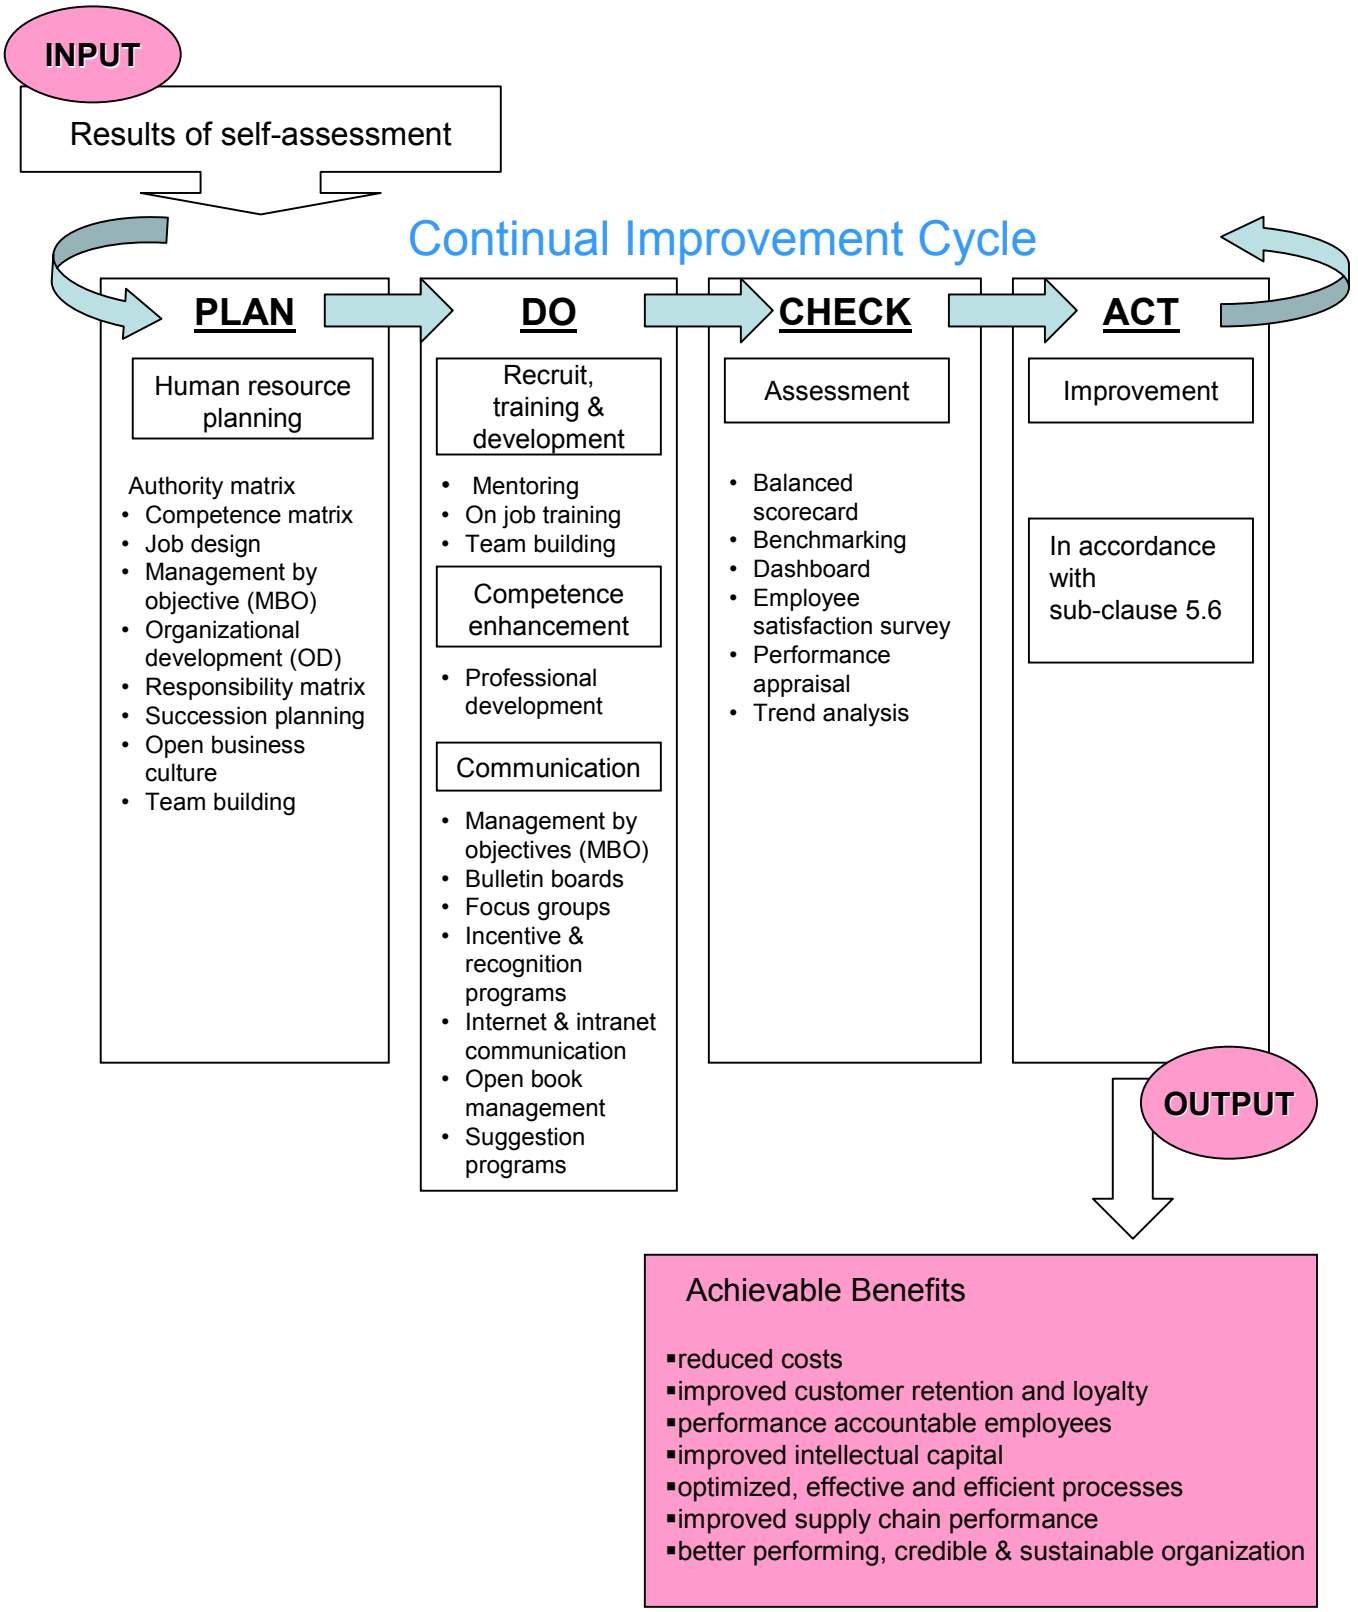 INPUT
Results of self-assessment
Continual Improvement Cycle
PLAN
Human resource
planning
Authority matrix
• Competence matrix
• Job design
• Management by
objective (MBO)
• Organizational
development (OD)
• Responsibility matrix
• Succession planning
• Open business
culture
• Team building
DO
Recruit,
training &
development
• Mentoring
• On job training
• Team building
Competence
enhancement
• Professional
development
Communication
• Management by
objectives (MBO)
• Bulletin boards
• Focus groups
• Incentive &
recognition
programs
• Internet & intranet
communication
• Open book
management
• Suggestion
programs
CHECK
Assessment
• Balanced
scorecard
• Benchmarking
• Dashboard
• Employee
satisfaction survey
• Performance
appraisal
• Trend analysis
ACT
Improvement
In accordance
with
sub-clause 5.6
OUTPUT
Achievable Benefits
▪reduced costs
▪improved customer retention and loyalty
▪performance accountable employees
▪improved intellectual capital
▪optimized, effective and efficient processes
▪improved supply chain performance
▪better performing, credible & sustainable organization